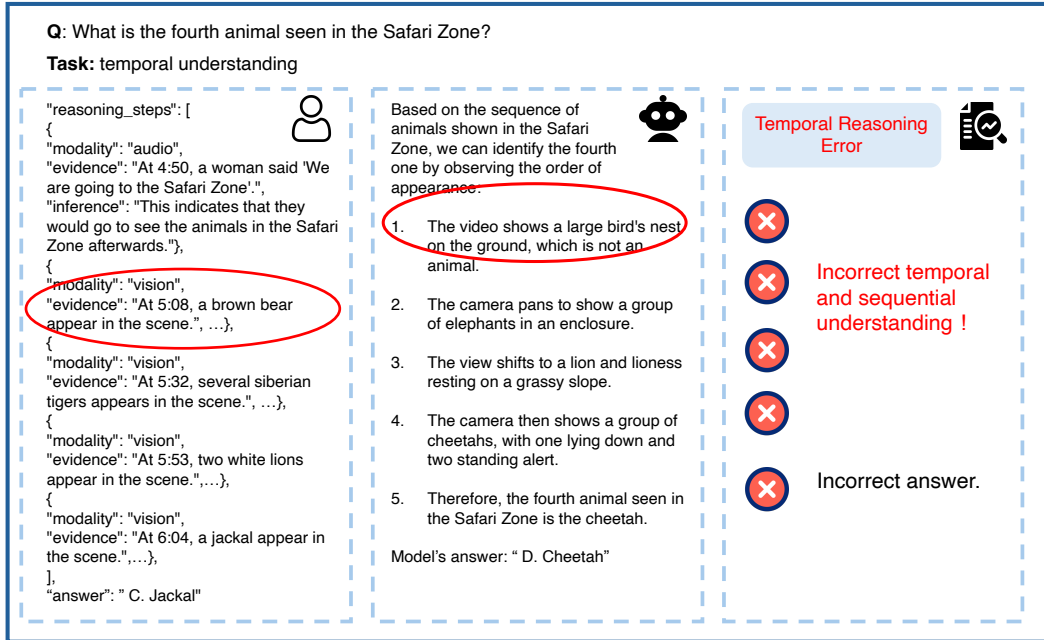 Q: What is the fourth animal seen in the Safari Zone?
Task: temporal understanding
"reasoning_steps": [
{
"modality": "audio",
"evidence": "At 4:50, a woman said 'We
are going to the Safari Zone'.",
"inference": "This indicates that they
would go to see the animals in the Safari
Zone afterwards."},
{
"modality": "vision",
"evidence": "At 5:08, a brown bear
appear in the scene.”, …},
{
"modality": "vision",
"evidence": "At 5:32, several siberian
tigers appears in the scene.", …},
{
"modality": "vision",
"evidence": "At 5:53, two white lions
appear in the scene.",…},
{
"modality": "vision",
"evidence": "At 6:04, a jackal appear in
the scene.",…},
],
“answer”: ” C. Jackal"
Based on the sequence of
animals shown in the Safari
Zone, we can identify the fourth
one by observing the order of
appearance:
1. The video shows a large bird's nest
on the ground, which is not an
animal.
2. The camera pans to show a group
of elephants in an enclosure.
3. The view shifts to a lion and lioness
resting on a grassy slope.
4. The camera then shows a group of
cheetahs, with one lying down and
two standing alert.
5. Therefore, the fourth animal seen in
the Safari Zone is the cheetah.
Model’s answer: “ D. Cheetah”
Temporal Reasoning
Error
Incorrect temporal
and sequential
understanding！
Incorrect answer.